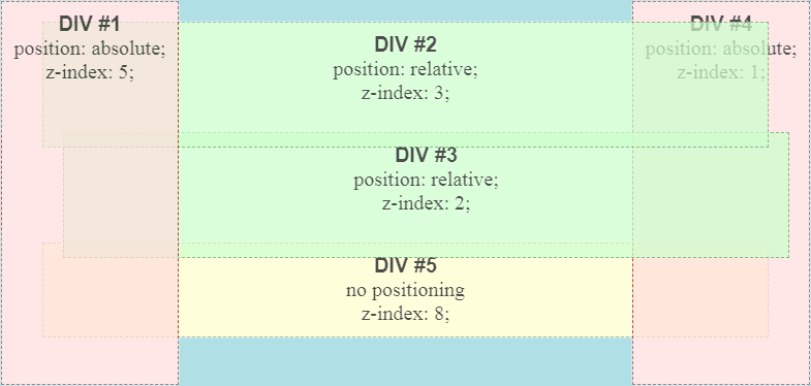 DIV #1
position: absolute;
z-index: 5;
DIV #2
position: relative;
z-index: 3;
DIV #4
position: absolute;
z-index: 1;
DIV #3
position: relative;
z-index: 2;
DIV #5
no positioning
z-index: 8;